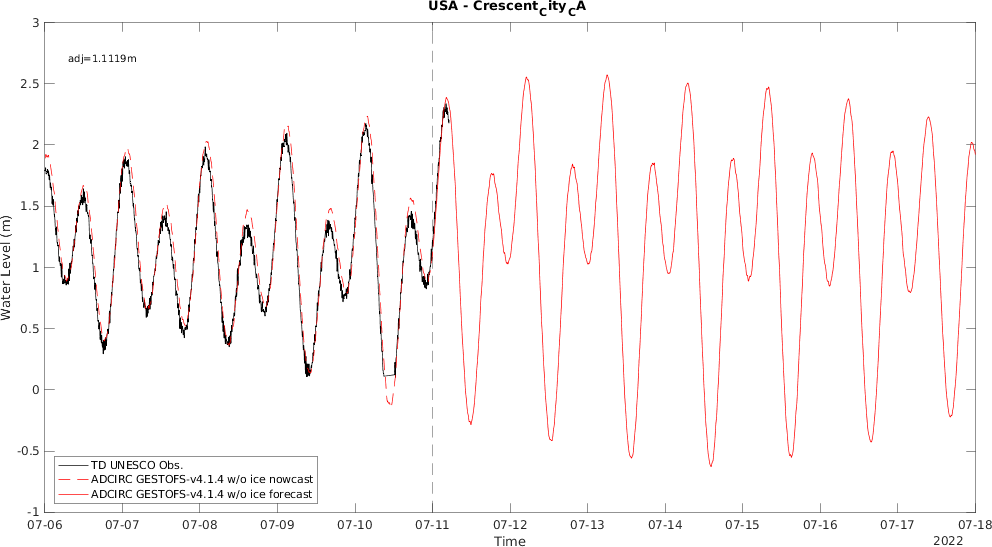 USA - CrescentCityCA
adj=1.1119m
Water Level (m)
3
2.5
2
1.5
1
0.5
0
-0.5
-1
TD UNESCO Obs.
ADCIRC GESTOFS-v4.1.4 w/o ice nowcast
ADCIRC GESTOFS-v4.1.4 w/o ice forecast
07-06 07-07 07-08 07-09 07-10 07-11 07-12 07-13 07-14 07-15 07-16 07-17 07-18
Time
2022